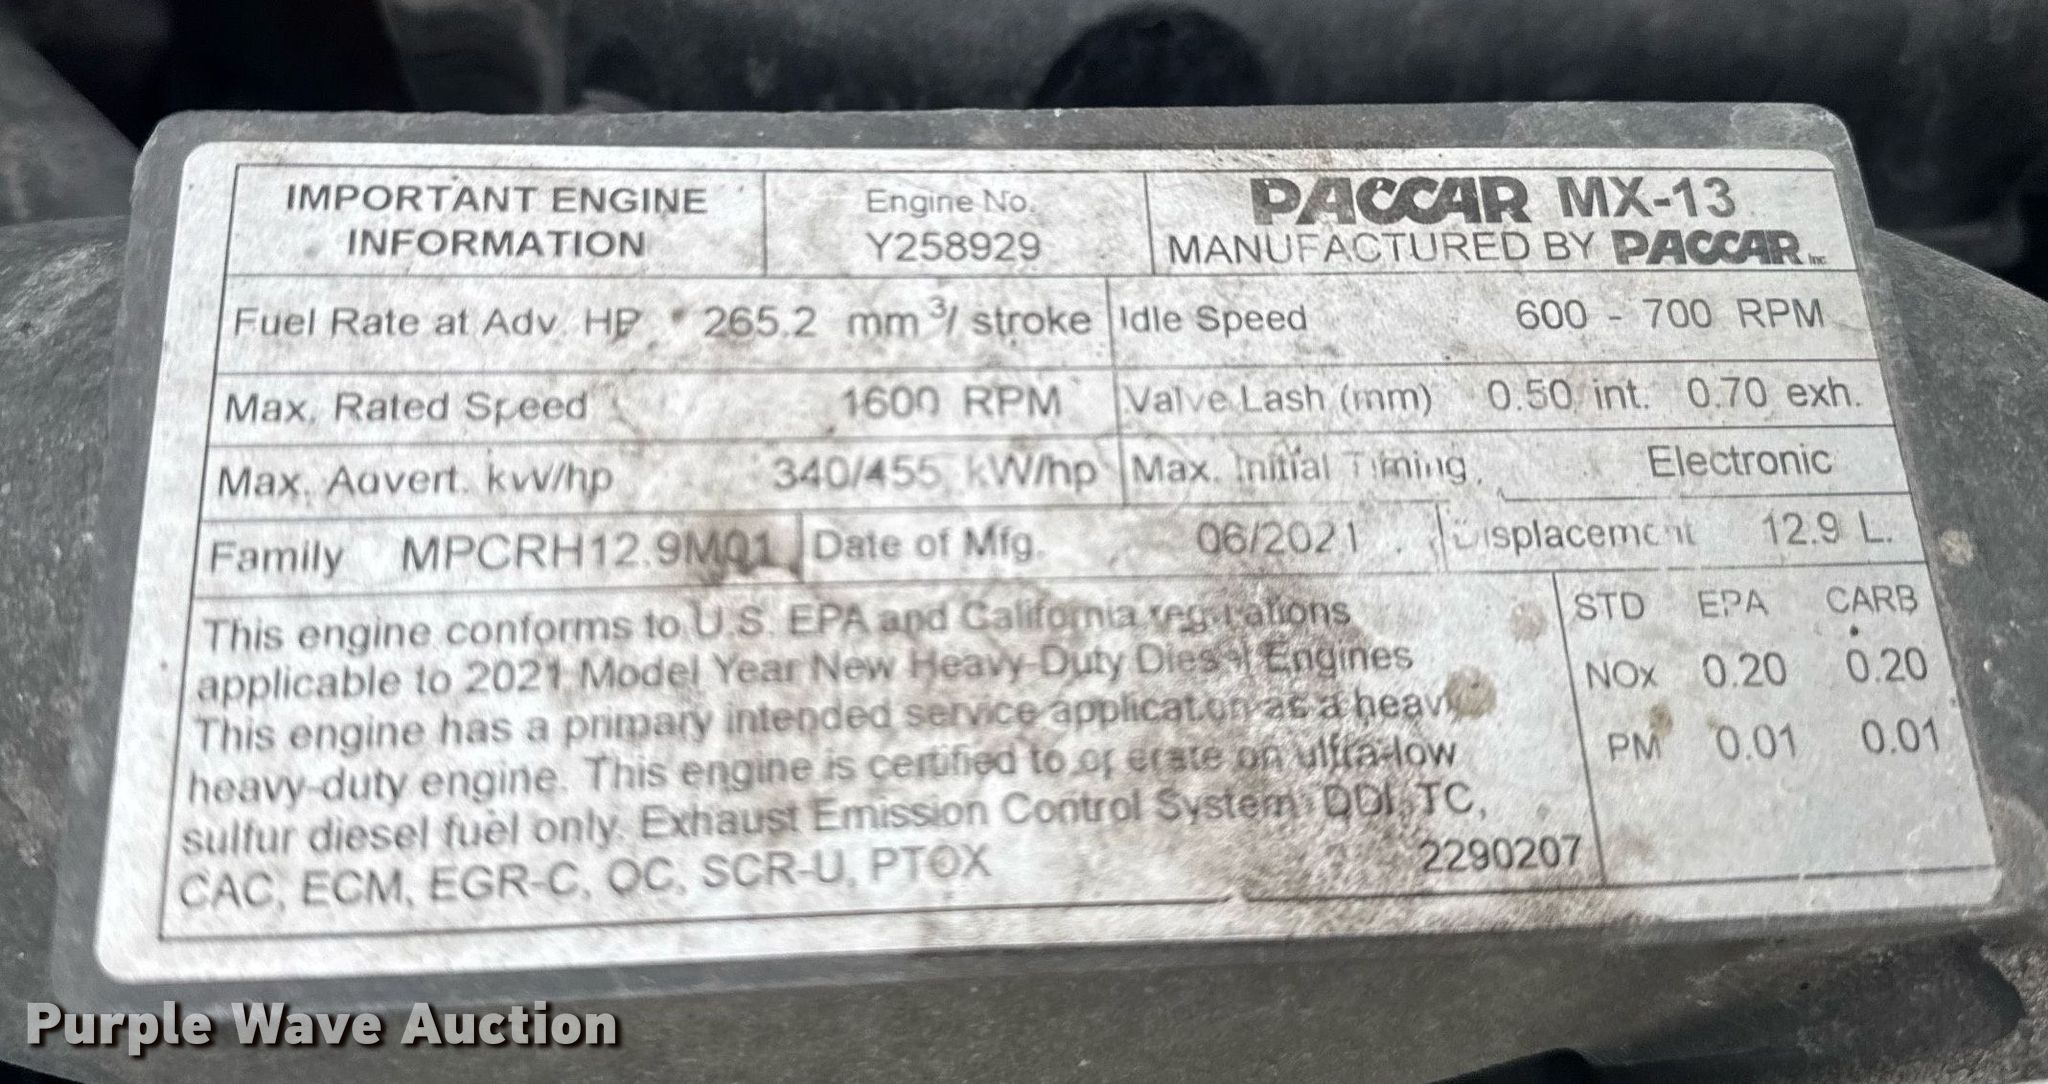 IMPORTANT ENGINE
INFORMATION
Engine No.
Y258929
PACCAR MX-13
MANUFACTURED BY PACCAR Inc.
Fuel Rate at Adv. HP 265.2 mm³/ stroke
Idle Speed 600 - 700 RPM
Max. Rated Speed 1600 RPM
Valve Lash (mm) 0.50 int. 0.70 exh.
Max. Advert. kW/hp 340/455 kW/hp
Max. Initial Timing Electronic
Family MPCRH12.9M01
Date of Mfg. 06/2021
Displacement 12.9 L.
This engine conforms to U.S. EPA and California regulations
applicable to 2021 Model Year New Heavy-Duty Diesel Engines
This engine has a primary intended service application as a heavy
heavy-duty engine. This engine is certified to operate on ultra-low
sulfur diesel fuel only. Exhaust Emission Control System: DDI, TC,
CAC, ECM, EGR-C, OC, SCR-U, PTOX
2290207
STD EPA CARB
NOx 0.20 0.20
PM 0.01 0.01
Purple Wave Auction